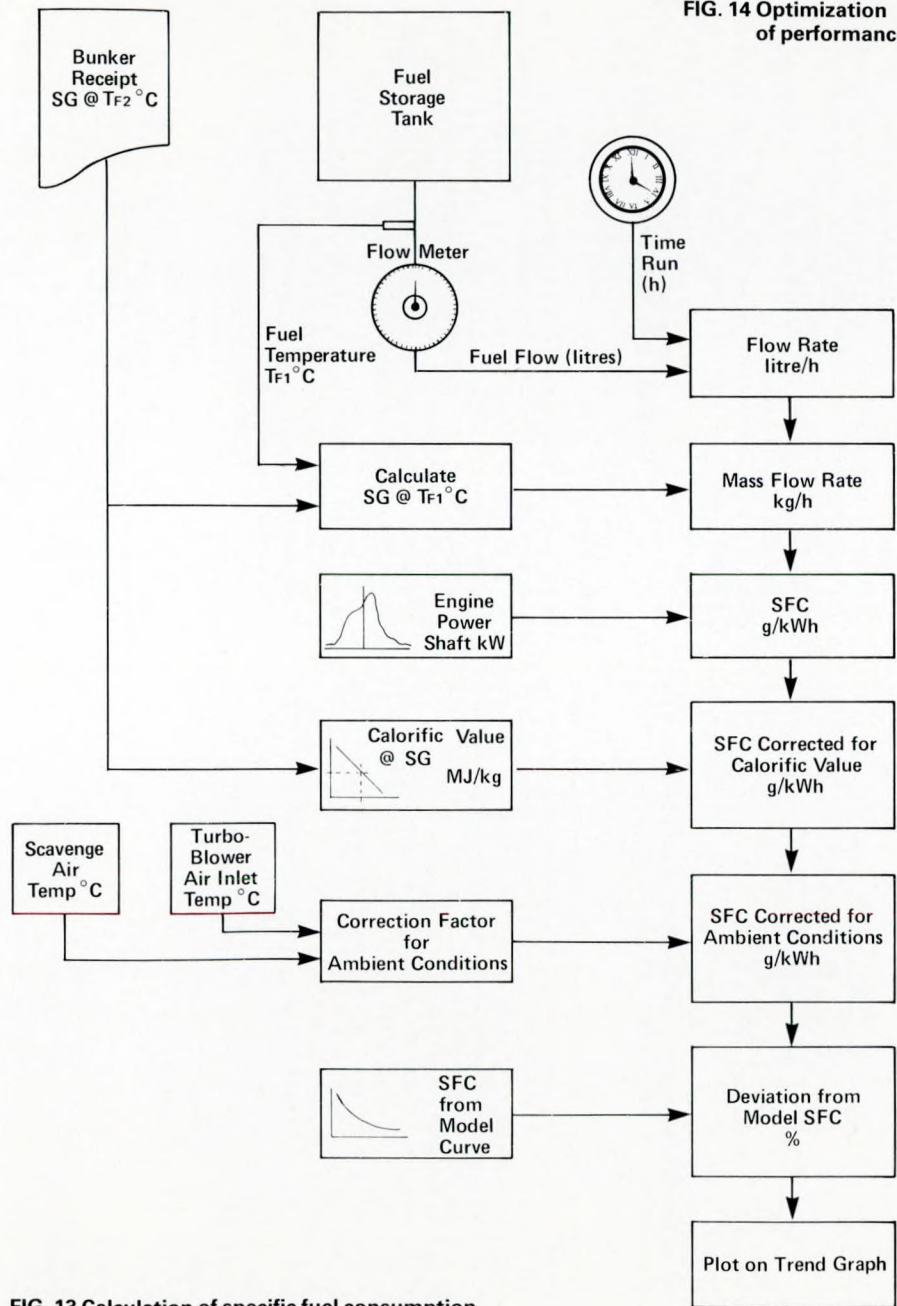 FIG. 14 Optimization
of performanc
Bunker
Receipt
SG @ TF2 °C
Fuel
Storage
Tank
Flow Meter
Time
Run
(h)
Fuel
Temperature
TF1°C
Fuel Flow (litres)
Flow Rate
litre/h
Calculate
SG @ TF1°C
Mass Flow Rate
kg/h
Engine
Power
Shaft kW
SFC
g/kWh
Calorific Value
@ SG
MJ/kg
SFC Corrected for
Calorific Value
g/kWh
Scavenge
Air
Temp °C
Turbo-
Blower
Air Inlet
Temp °C
Correction Factor
for
Ambient Conditions
SFC Corrected for
Ambient Conditions
g/kWh
SFC
from
Model
Curve
Deviation from
Model SFC
%
Plot on Trend Graph
FIG. 13 Calculation of specific fuel consumption